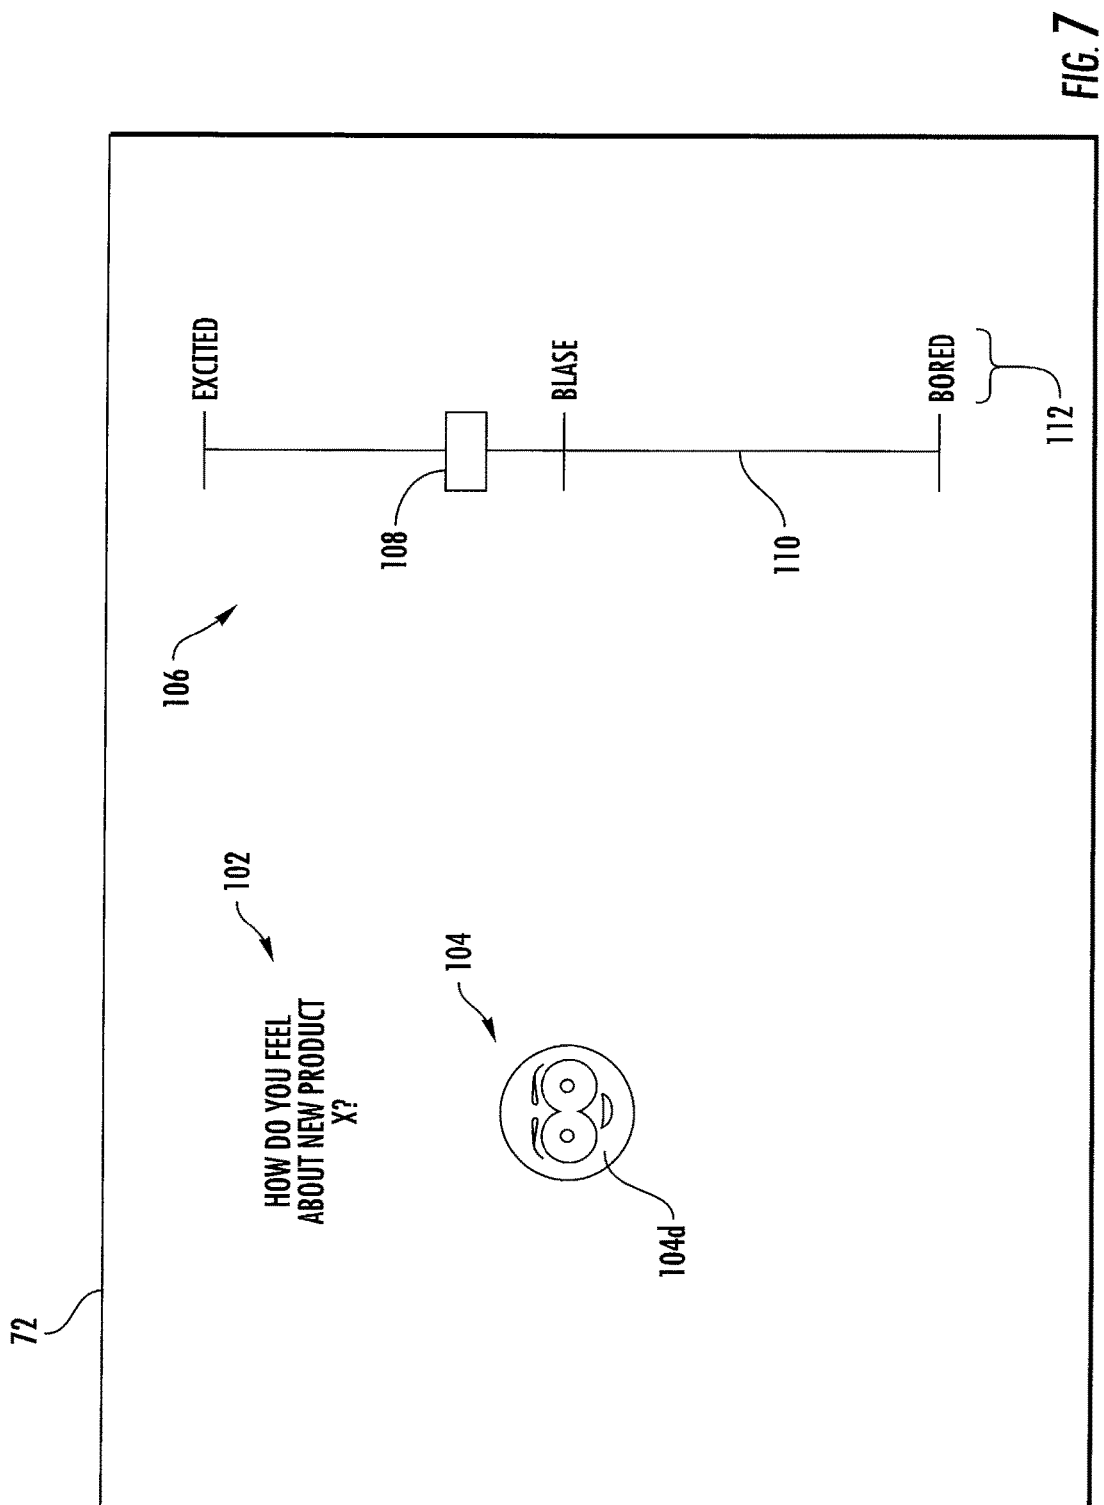 72
HOW DO YOU FEEL
ABOUT NEW PRODUCT
X?
102
104
104d
106
108
110
EXCITED
BLASE
BORED
112
FIG. 7